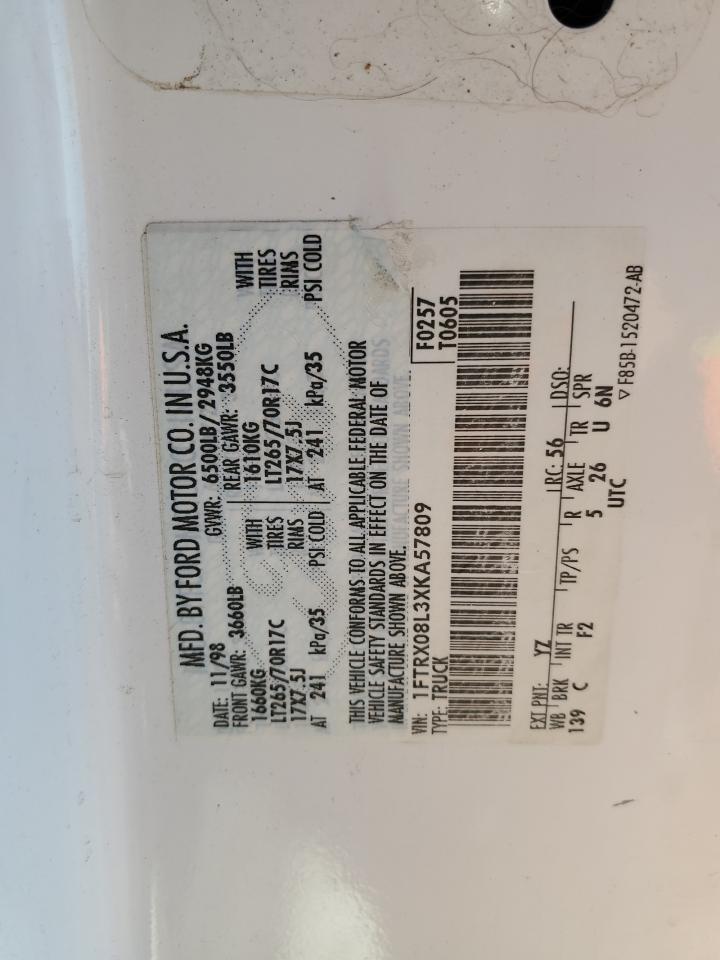 MFD. BY FORD MOTOR CO. IN U.S.A.
DATE: 11/98 GVWR: 6500LB/ 2948KG
FRONT GAWR: 3660LB REAR GAWR: 3550LB
1660KG WITH 1610KG WITH
LT265/70R17C TIRES LT265/70R17C TIRES
17X7.5J RIMS 17X7.5J RIMS
AT 241 kPa/35 PSI COLD AT 241 kPa/35 PSI COLD
THIS VEHICLE CONFORMS TO ALL APPLICABLE FEDERAL MOTOR
VEHICLE SAFETY STANDARDS IN EFFECT ON THE DATE OF
MANUFACTURE SHOWN ABOVE.
VIN: 1FTRX08L3XKA57809 F0257
TYPE: TRUCK T0605
EXT PNT: YZ RC: 56 DSO:
WB BRK INT TR TP/PS R AXLE TR SPR
139 C F2 5 26 U 6N
UTC
▽ F85B-1520472-AB